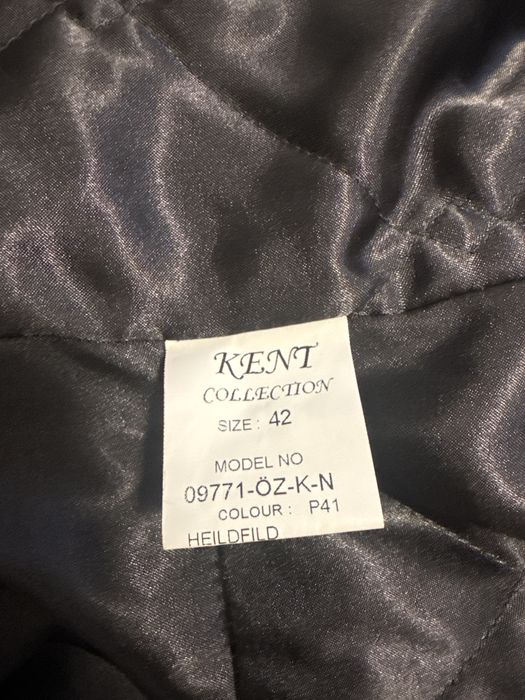 KENT
COLLECTION
SIZE : 42
MODEL NO
09771-ÖZ-K-N
COLOUR : P41
HEILDFILD